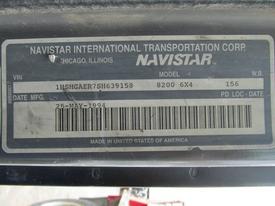 NAVISTAR INTERNATIONAL TRANSPORTATION CORP.
CHICAGO, ILLINOIS
NAVISTAR
VIN MODEL W.B.
1HSHGAER7SH639158 8200 6X4 156
DATE MFG. PD LOC - DATE
25-MAY-1994
MADE IN UNITED STATES OF AMERICA